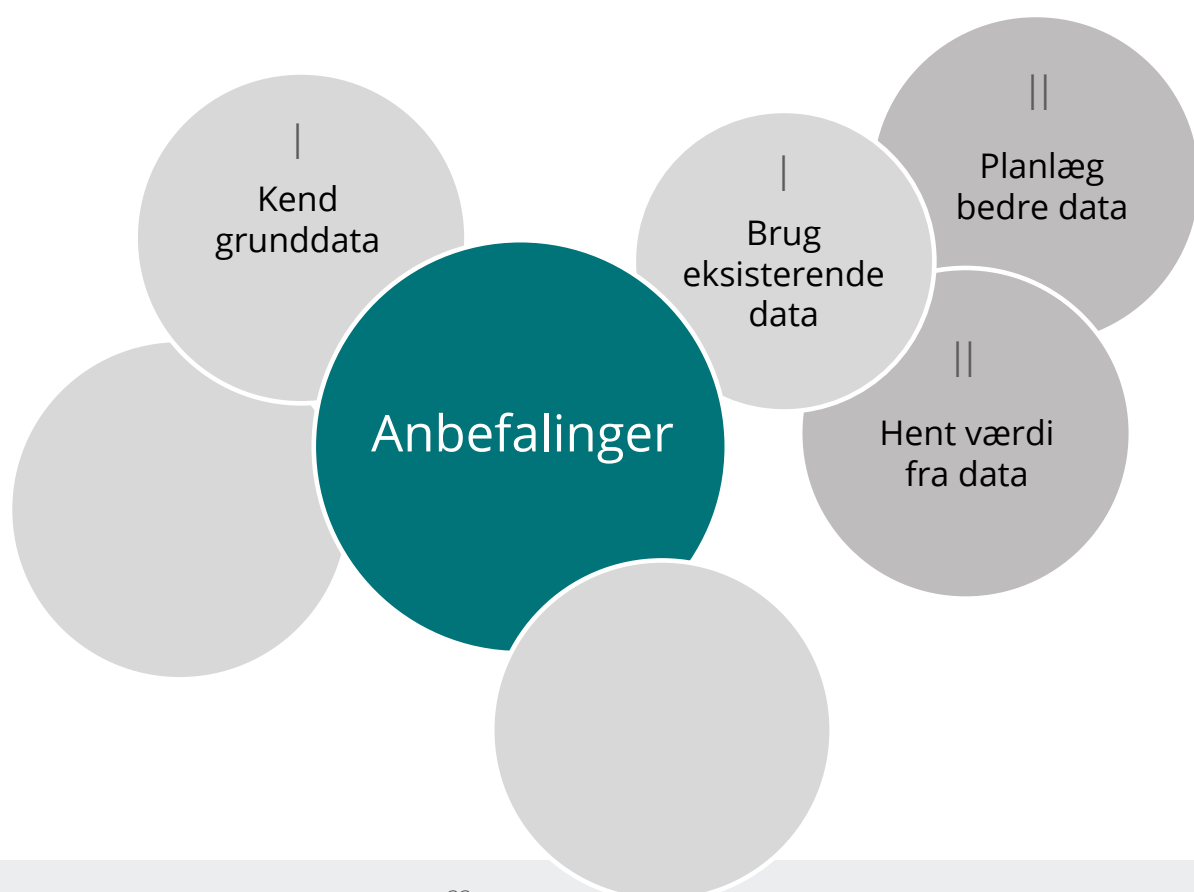 |
Kend
grunddata
|
Brug
eksisterende
data
||
Planlæg
bedre data
||
Hent værdi
fra data
Anbefalinger